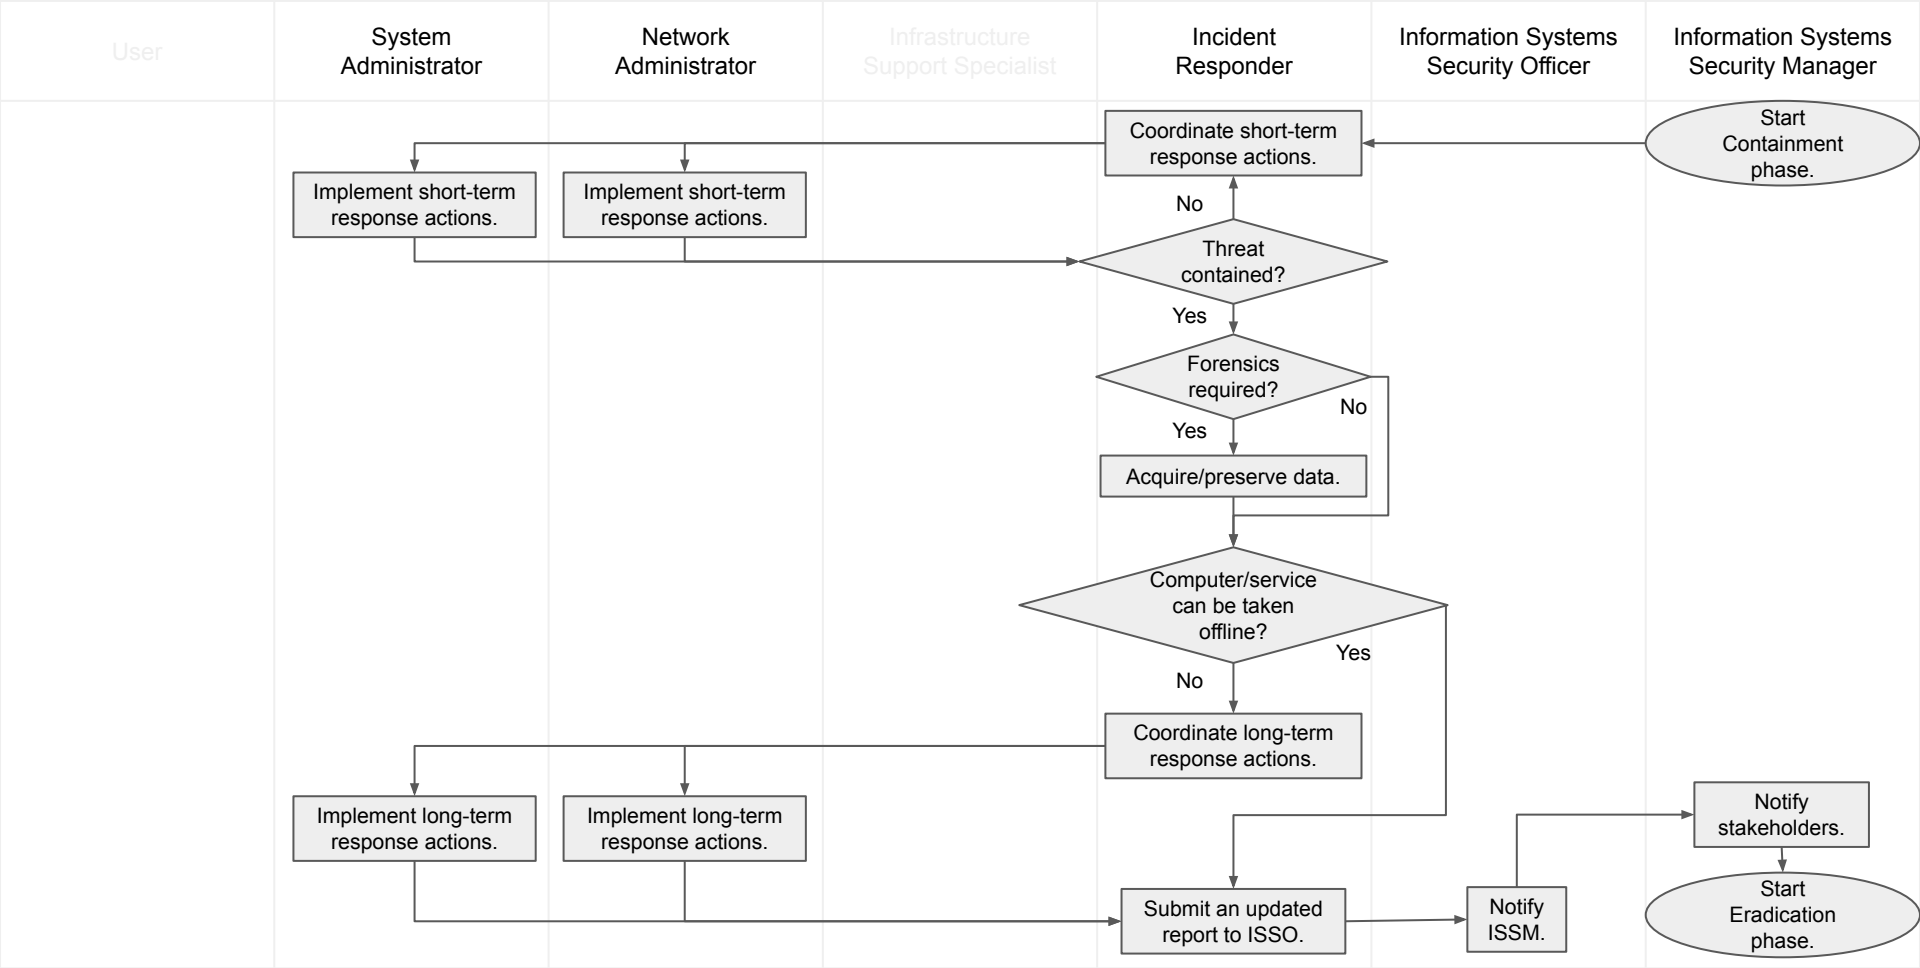 User
System
Administrator
Network
Administrator
Infrastructure
Support Specialist
Incident
Responder
Information Systems
Security Officer
Information Systems
Security Manager
Coordinate short-term
response actions.
Start
Containment
phase.
Implement short-term
response actions.
Implement short-term
response actions.
No
Threat
contained?
Yes
Forensics
required?
No
Yes
Acquire/preserve data.
Computer/service
can be taken
offline?
Yes
No
Coordinate long-term
response actions.
Implement long-term
response actions.
Implement long-term
response actions.
Notify
stakeholders.
Submit an updated
report to ISSO.
Notify
ISSM.
Start
Eradication
phase.